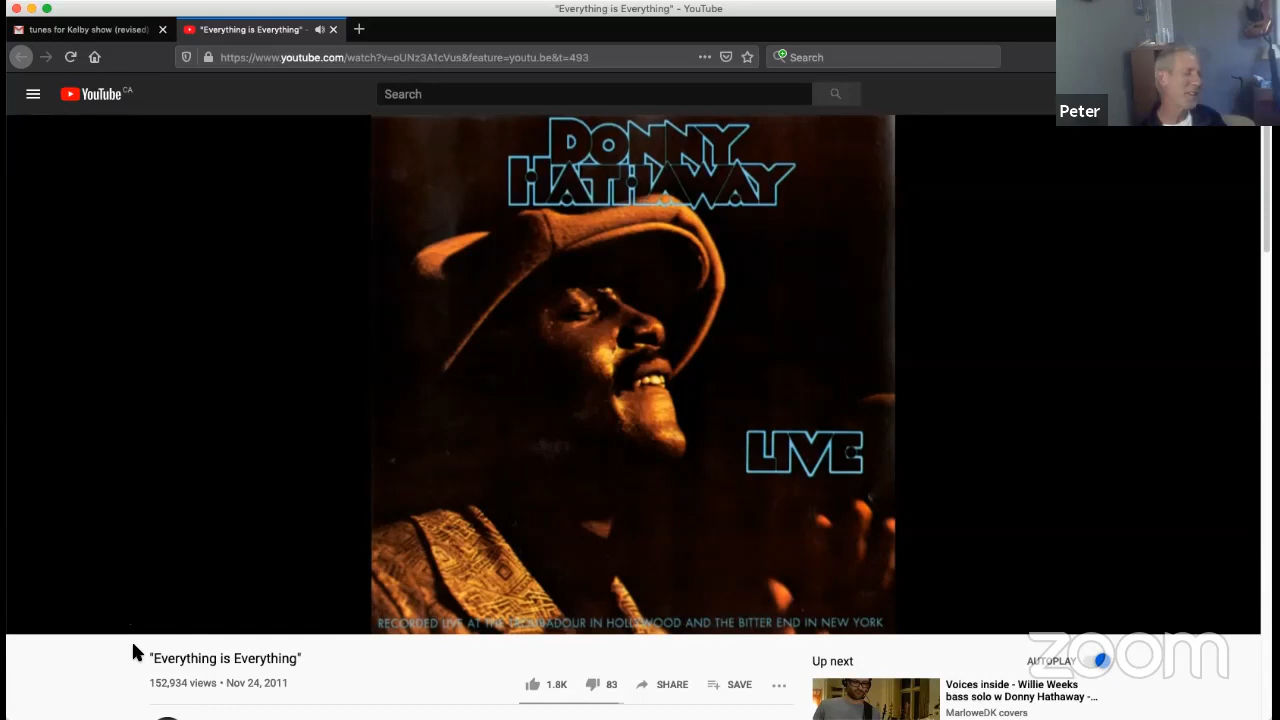 "Everything is Everything" - YouTube
tunes for Kelby show (revised)
"Everything is Everything" -
https://www.youtube.com/watch?v=oUNz3A1cVus&feature=youtu.be&t=493
Search
YouTube CA
Search
Peter
DONNY
HATHAWAY
LIVE
RECORDED LIVE AT THE TROUBADOUR IN HOLLYWOOD AND THE BITTER END IN NEW YORK
"Everything is Everything"
152,934 views • Nov 24, 2011
1.8K
83
SHARE
SAVE
Up next
AUTOPLAY
zoom
Voices inside - Willie Weeks
bass solo w Donny Hathaway -...
MarloweDK covers